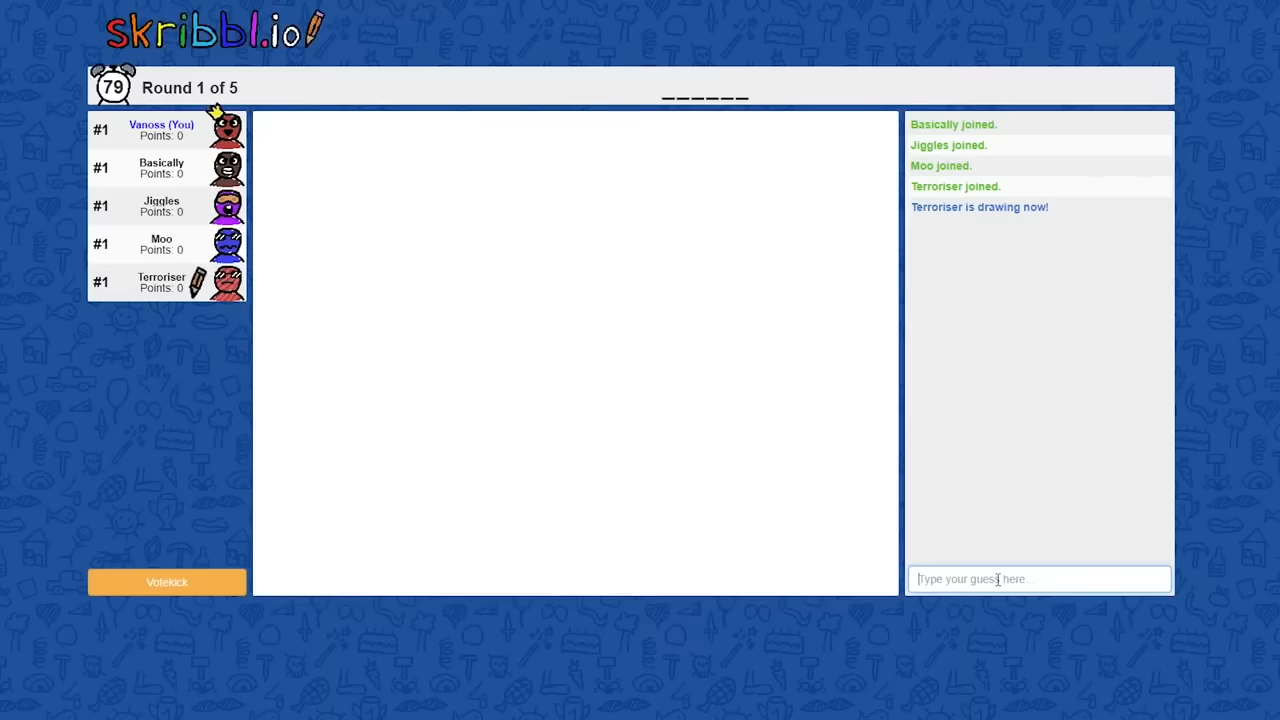 skribbl.io
79
Round 1 of 5
______
#1
Vanoss (You)
Points: 0
#1
Basically
Points: 0
#1
Jiggles
Points: 0
#1
Moo
Points: 0
#1
Terroriser
Points: 0
Votekick
Basically joined.
Jiggles joined.
Moo joined.
Terroriser joined.
Terroriser is drawing now!
Type your guess here...